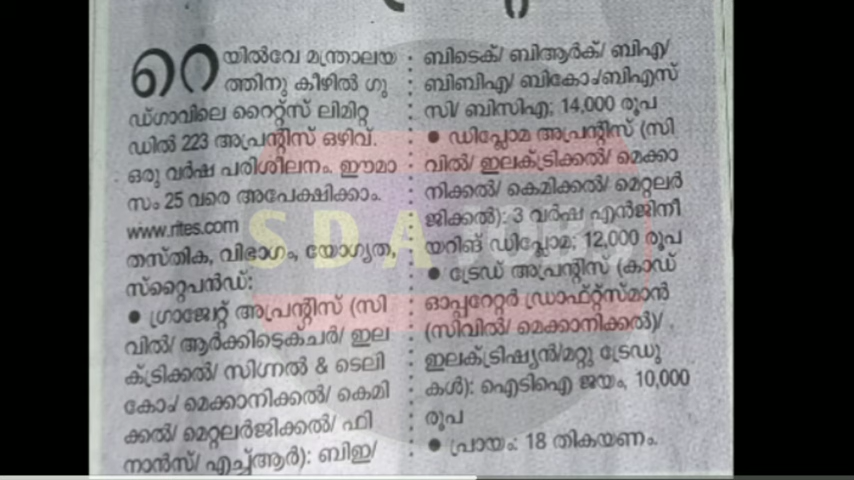 റെയിൽവേ മന്ത്രാലയ
ത്തിനു കീഴിൽ ഗു
ഡ്ഗാവിലെ റൈറ്റ്സ് ലിമിറ്റ
ഡിൽ 223 അപ്രന്റിസ് ഒഴിവ്.
ഒരു വർഷ പരിശീലനം. ഈമാ
സം 25 വരെ അപേക്ഷിക്കാം.
www.rites.com
തസ്തിക, വിഭാഗം, യോഗ്യത,
സ്റ്റൈപൻഡ്:
● ഗ്രാജ്വേറ്റ് അപ്രന്റിസ് (സി
വിൽ/ ആർക്കിടെക്ചർ/ ഇല
ക്ട്രിക്കൽ/ സിഗ്നൽ & ടെലി
കോം/ മെക്കാനിക്കൽ/ കെമി
ക്കൽ/ മെറ്റലർജിക്കൽ/ ഫി
നാൻസ്/ എച്ച്ആർ): ബിഇ/
ബിടെക്/ ബിആർക്/ ബിഎ/
ബിബിഎ/ ബികോം/ബിഎസ്
സി/ ബിസിഎ; 14,000 രൂപ
● ഡിപ്ലോമ അപ്രന്റിസ് (സി
വിൽ/ ഇലക്ട്രിക്കൽ/ മെക്കാ
നിക്കൽ/ കെമിക്കൽ/ മെറ്റലർ
ജിക്കൽ): 3 വർഷ എൻജിനീ
യറിങ് ഡിപ്ലോമ; 12,000 രൂപ
● ട്രേഡ് അപ്രന്റിസ് (കാഡ്
ഓപ്പറേറ്റർ ഡ്രാഫ്റ്റ്സ്മാൻ
(സിവിൽ/ മെക്കാനിക്കൽ)/
ഇലക്ട്രിഷ്യൻ/മറ്റു ട്രേഡു
കൾ): ഐടിഐ ജയം, 10,000
രൂപ
● പ്രായം: 18 തികയണം.
SDA JOB